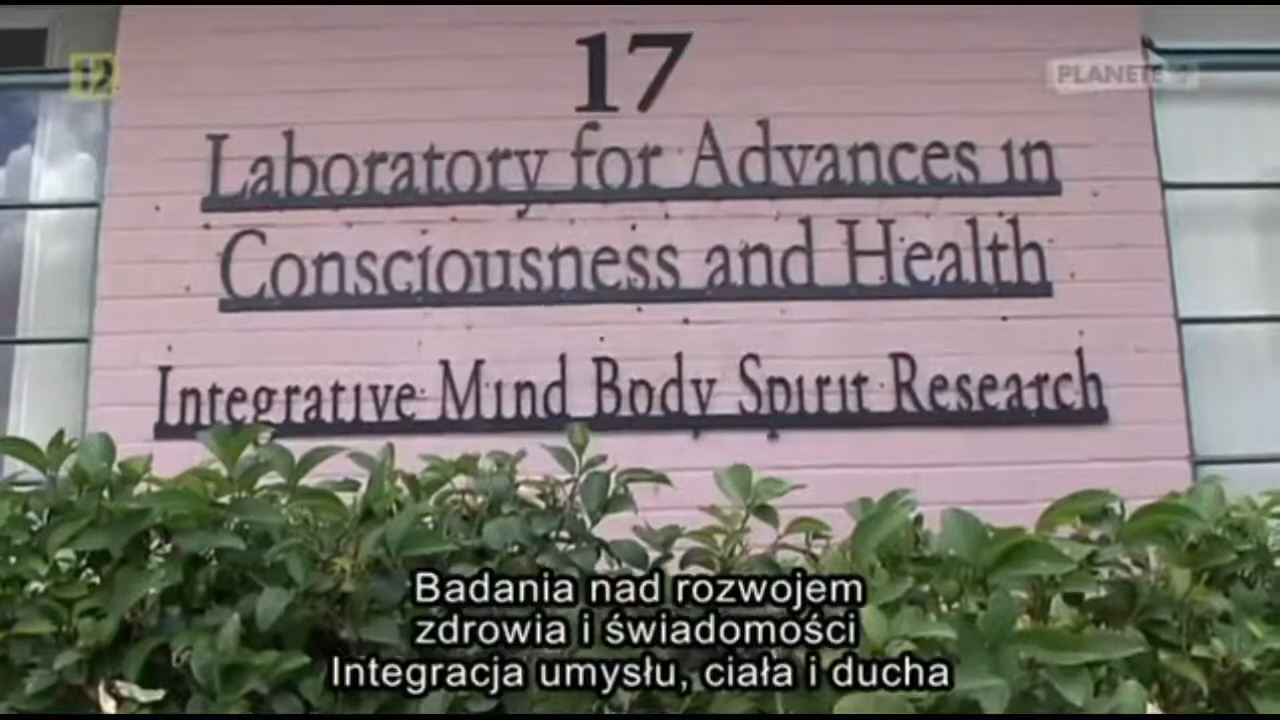 12
PLANETE +
17
Laboratory for Advances in
Consciousness and Health
Integrative Mind Body Spirit Research
Badania nad rozwojem
zdrowia i świadomości
Integracja umysłu, ciała i ducha